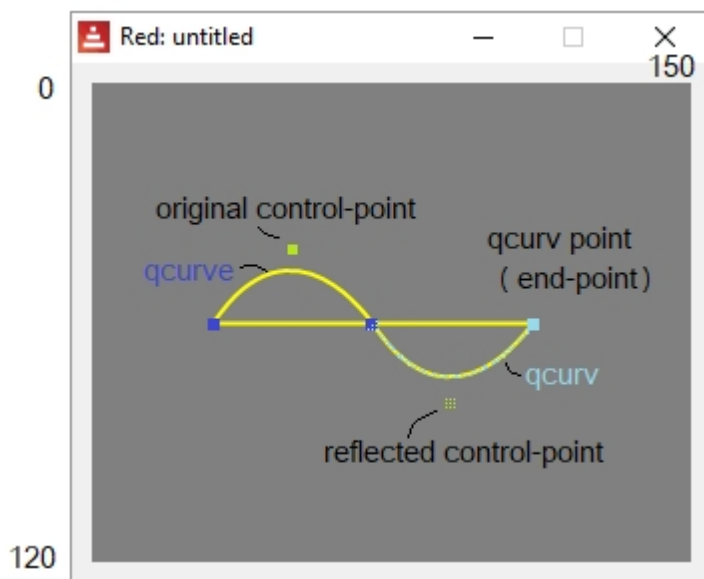 Red: untitled
150
0
original control-point
qcurv point
( end-point)
qcurve
qcurv
reflected control-point
120